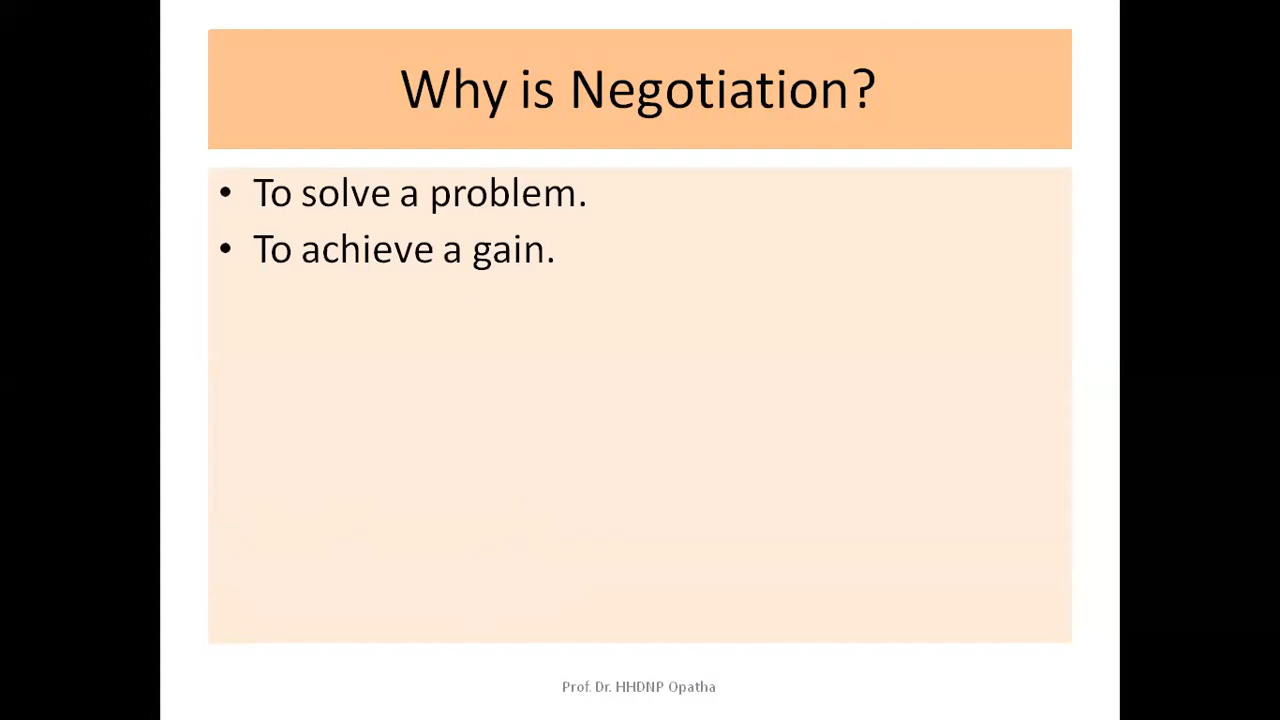 Why is Negotiation?
• To solve a problem.
• To achieve a gain.
Prof. Dr. HHDNP Opatha